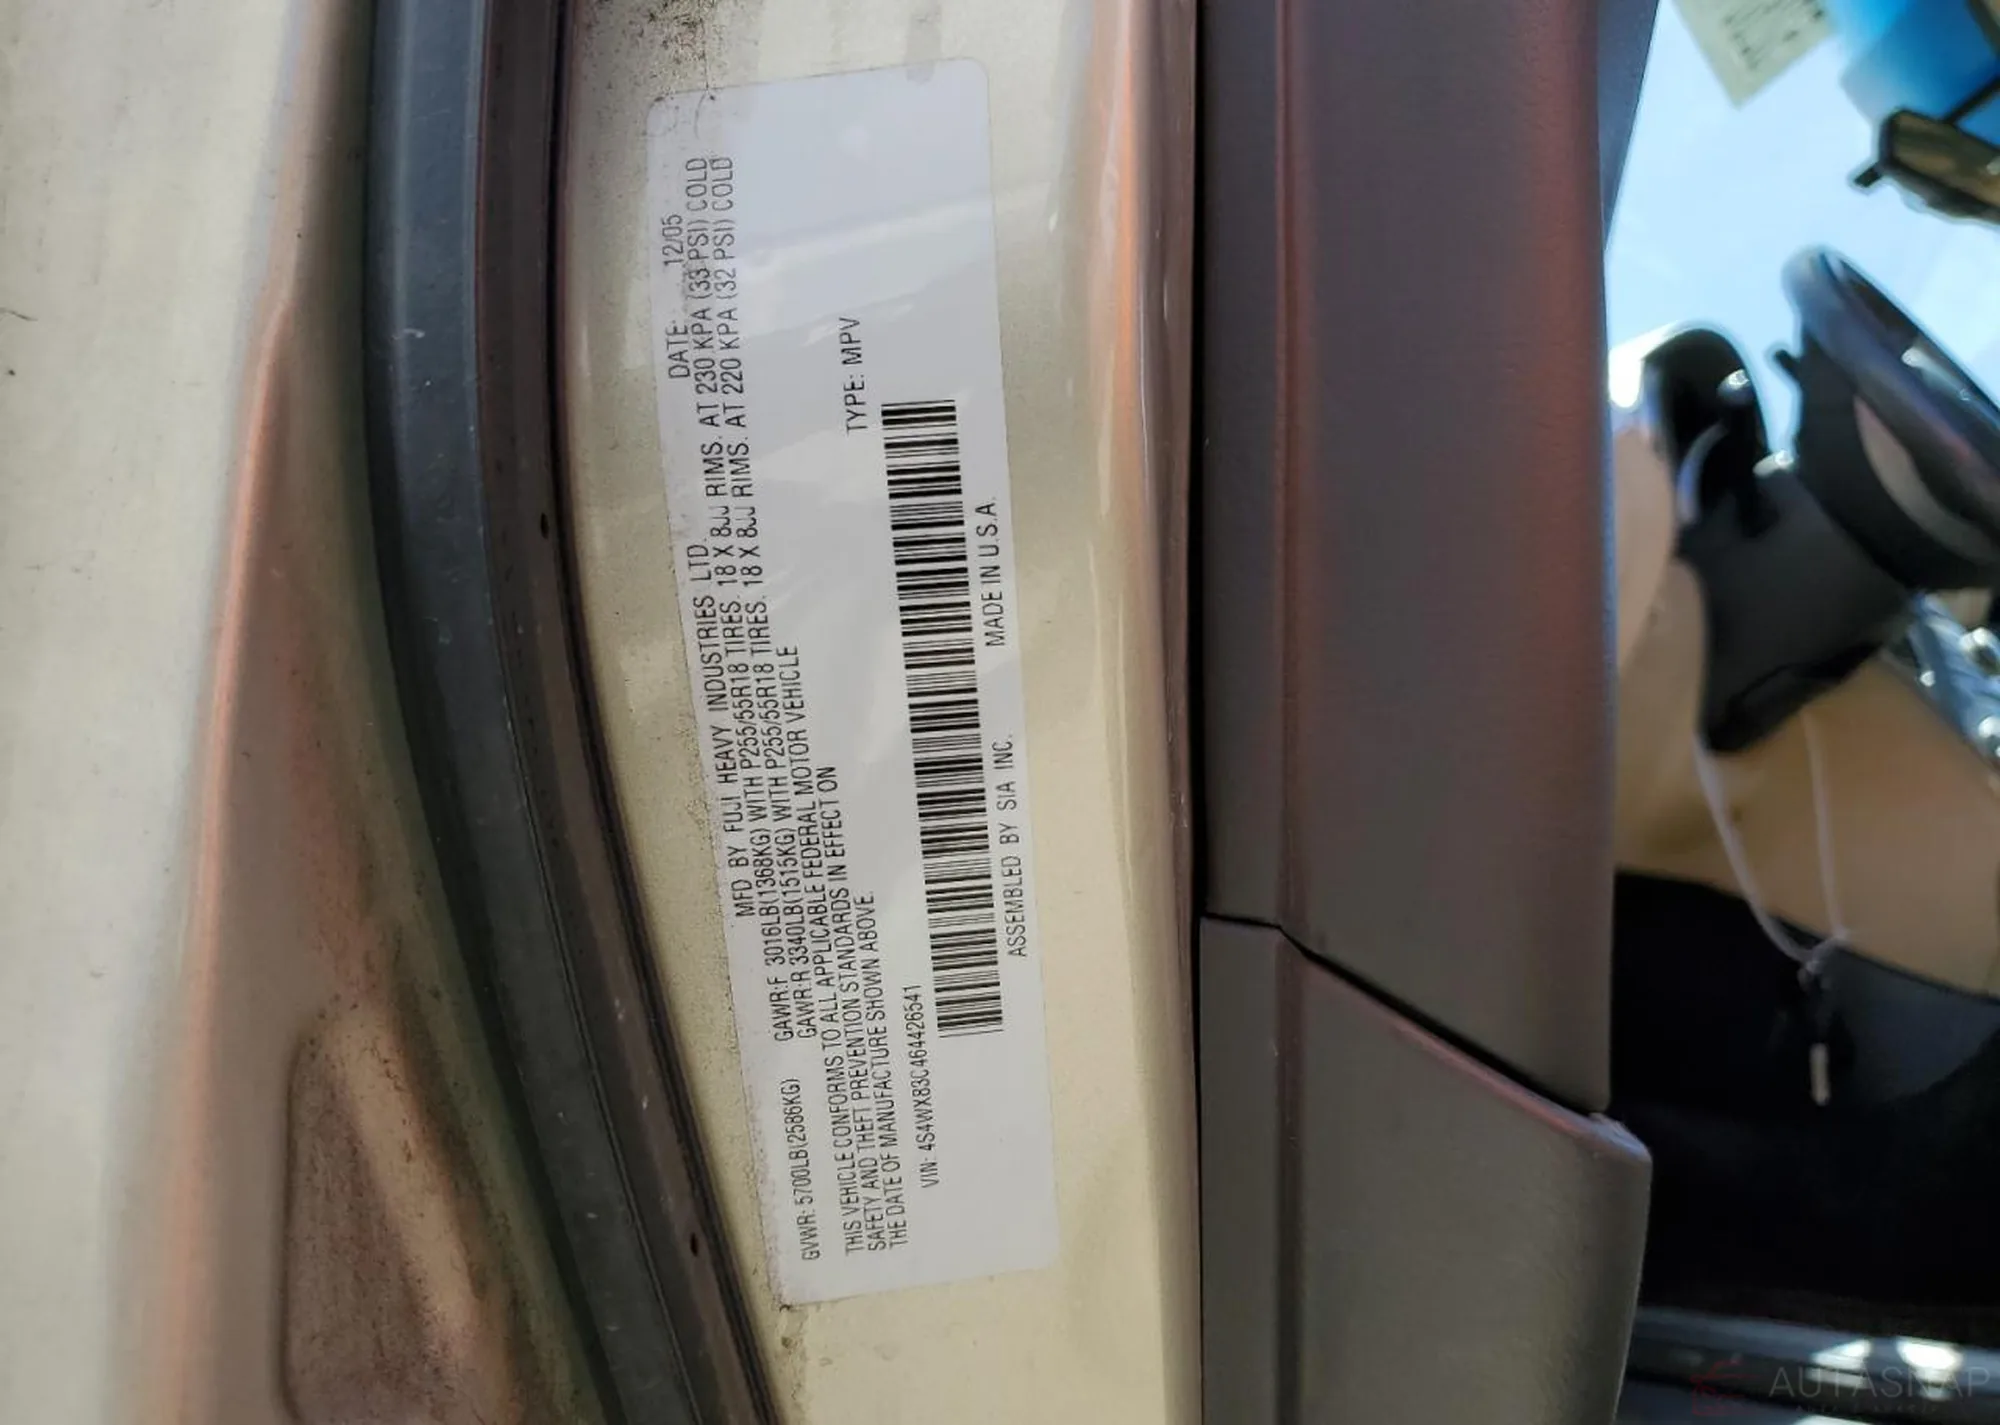 MFD BY FUJI HEAVY INDUSTRIES LTD. DATE: 12/05
GAWR:F 3016LB(1368KG) WITH P255/55R18 TIRES. 18 X 8JJ RIMS. AT 230 KPA (33 PSI) COLD
GVWR: 5700LB(2586KG) GAWR:R 3340LB(1515KG) WITH P255/55R18 TIRES. 18 X 8JJ RIMS. AT 220 KPA (32 PSI) COLD
THIS VEHICLE CONFORMS TO ALL APPLICABLE FEDERAL MOTOR VEHICLE
SAFETY AND THEFT PREVENTION STANDARDS IN EFFECT ON
THE DATE OF MANUFACTURE SHOWN ABOVE.
VIN: 4S4WX83C464426541 TYPE: MPV
ASSEMBLED BY SIA INC. MADE IN U.S.A.
AUTASNAP